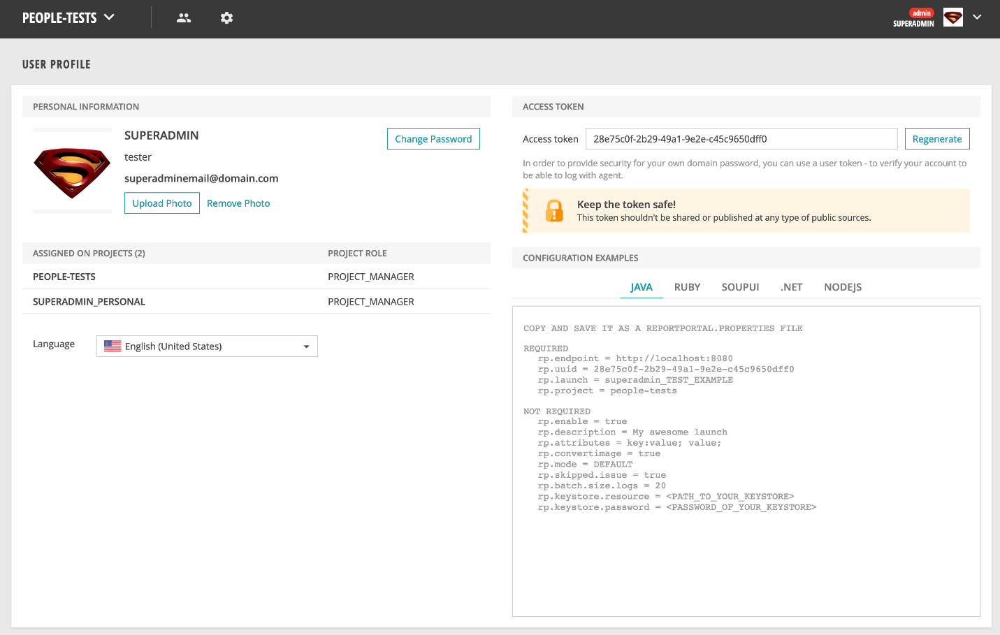 PEOPLE-TESTS
admin
SUPERADMIN
USER PROFILE
PERSONAL INFORMATION
SUPERADMIN
Change Password
tester
superadminemail@domain.com
Upload Photo Remove Photo
ASSIGNED ON PROJECTS (2) PROJECT ROLE
PEOPLE-TESTS PROJECT_MANAGER
SUPERADMIN_PERSONAL PROJECT_MANAGER
Language English (United States)
ACCESS TOKEN
Access token 28e75c0f-2b29-49a1-9e2e-c45c9650dff0 Regenerate
In order to provide security for your own domain password, you can use a user token - to verify your account to
be able to log with agent.
Keep the token safe!
This token shouldn't be shared or published at any type of public sources.
CONFIGURATION EXAMPLES
JAVA RUBY SOUPUI .NET NODEJS
COPY AND SAVE IT AS A REPORTPORTAL.PROPERTIES FILE
REQUIRED
rp.endpoint = http://localhost:8080
rp.uuid = 28e75c0f-2b29-49a1-9e2e-c45c9650dff0
rp.launch = superadmin_TEST_EXAMPLE
rp.project = people-tests
NOT REQUIRED
rp.enable = true
rp.description = My awesome launch
rp.attributes = key:value; value;
rp.convertimage = true
rp.mode = DEFAULT
rp.skipped.issue = true
rp.batch.size.logs = 20
rp.keystore.resource = <PATH_TO_YOUR_KEYSTORE>
rp.keystore.password = <PASSWORD_OF_YOUR_KEYSTORE>